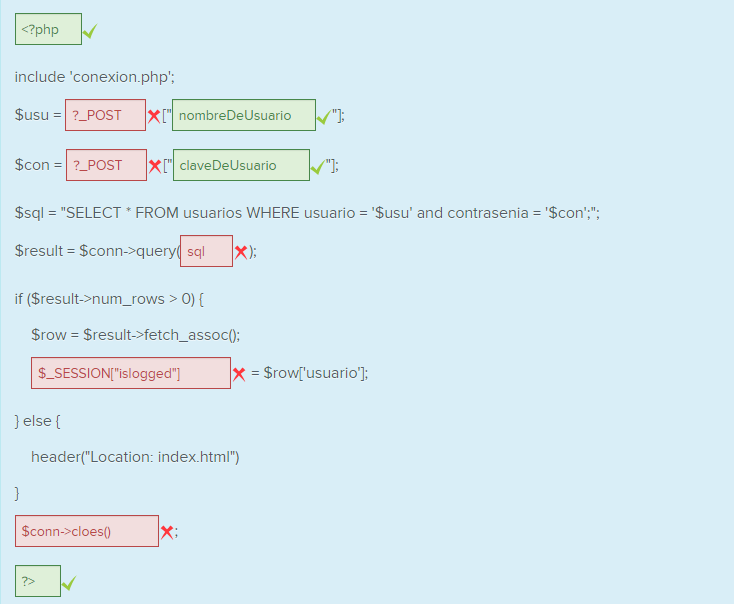 <?php
include 'conexion.php';
$usu = ?_POST ["nombreDeUsuario"];
$con = ?_POST ["claveDeUsuario"];
$sql = "SELECT * FROM usuarios WHERE usuario = '$usu' and contrasenia = '$con';";
$result = $conn->query(sql);
if ($result->num_rows > 0) {
$row = $result->fetch_assoc();
$_SESSION["islogged"] = $row['usuario'];
} else {
header("Location: index.html")
}
$conn->cloes();
?>